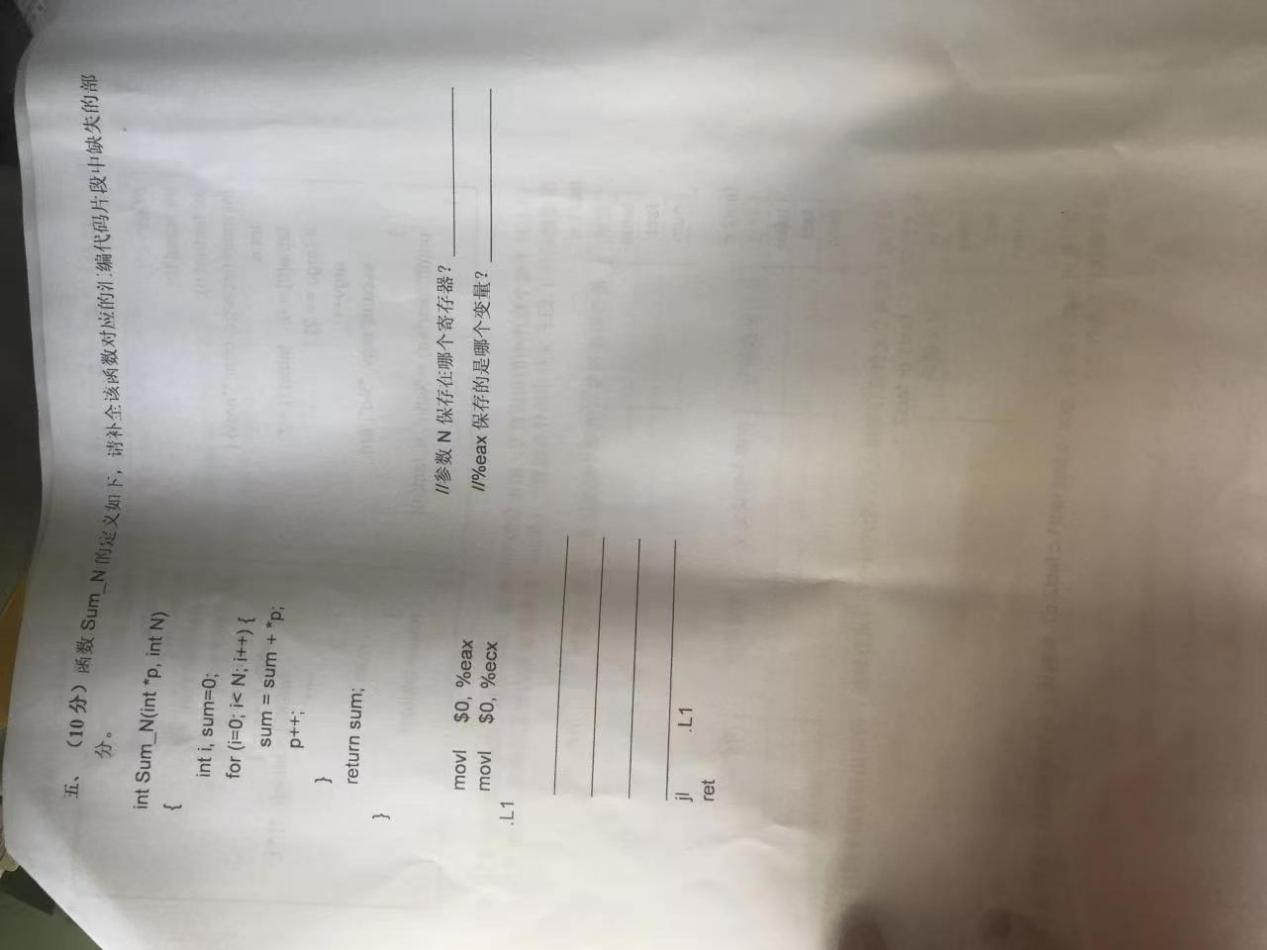 五、（10 分）函数 Sum_N 的定义如下，请补全该函数对应的汇编代码片段中缺失的部
分。
int Sum_N(int *p, int N)
{
int i, sum=0;
for (i=0; i< N; i++) {
sum = sum + *p;
p++;
}
return sum;
}
movl $0, %eax //参数 N 保存在哪个寄存器？
movl $0, %ecx //%eax 保存的是哪个变量？
.L1
jl .L1
ret